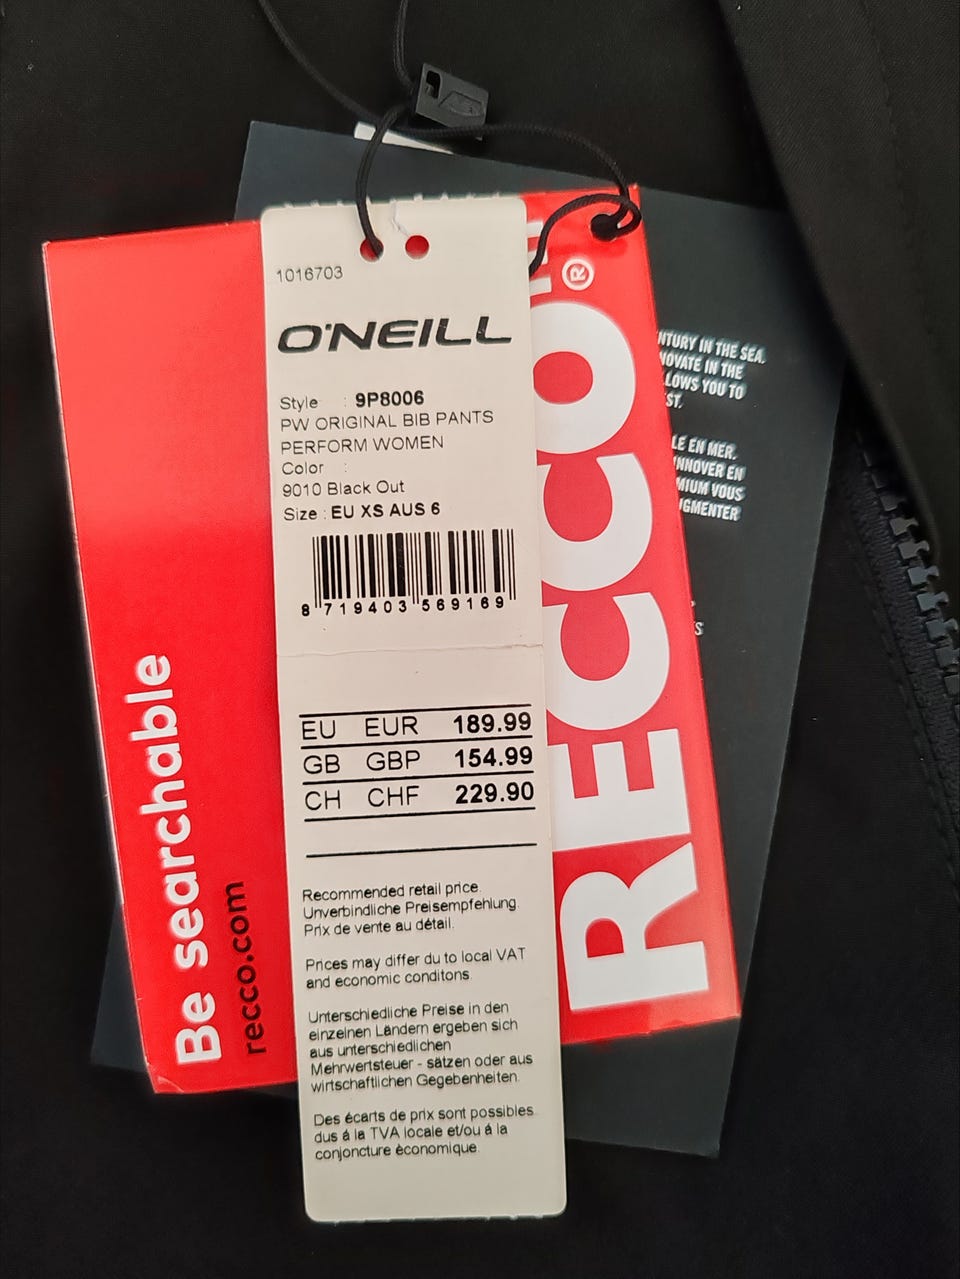 1016703
O'NEILL
Style : 9P8006
PW ORIGINAL BIB PANTS
PERFORM WOMEN
Color :
9010 Black Out
Size : EU XS AUS 6
8 719403 569169
EU EUR 189.99
GB GBP 154.99
CH CHF 229.90
Recommended retail price.
Unverbindliche Preisempfehlung.
Prix de vente au détail.
Prices may differ du to local VAT
and economic conditons.
Unterschiedliche Preise in den
einzelnen Ländern ergeben sich
aus unterschiedlichen
Mehrwertsteuer - sätzen oder aus
wirtschaftlichen Gegebenheiten.
Des écarts de prix sont possibles
dus á la TVA locale et/ou á la
conjoncture èconomique.
Be searchable
recco.com
RECCO®
NTURY IN THE SEA.
NOVATE IN THE
LLOWS YOU TO
ST.
LE EN MER.
INNOVER EN
MIUM VOUS
UGMENTER